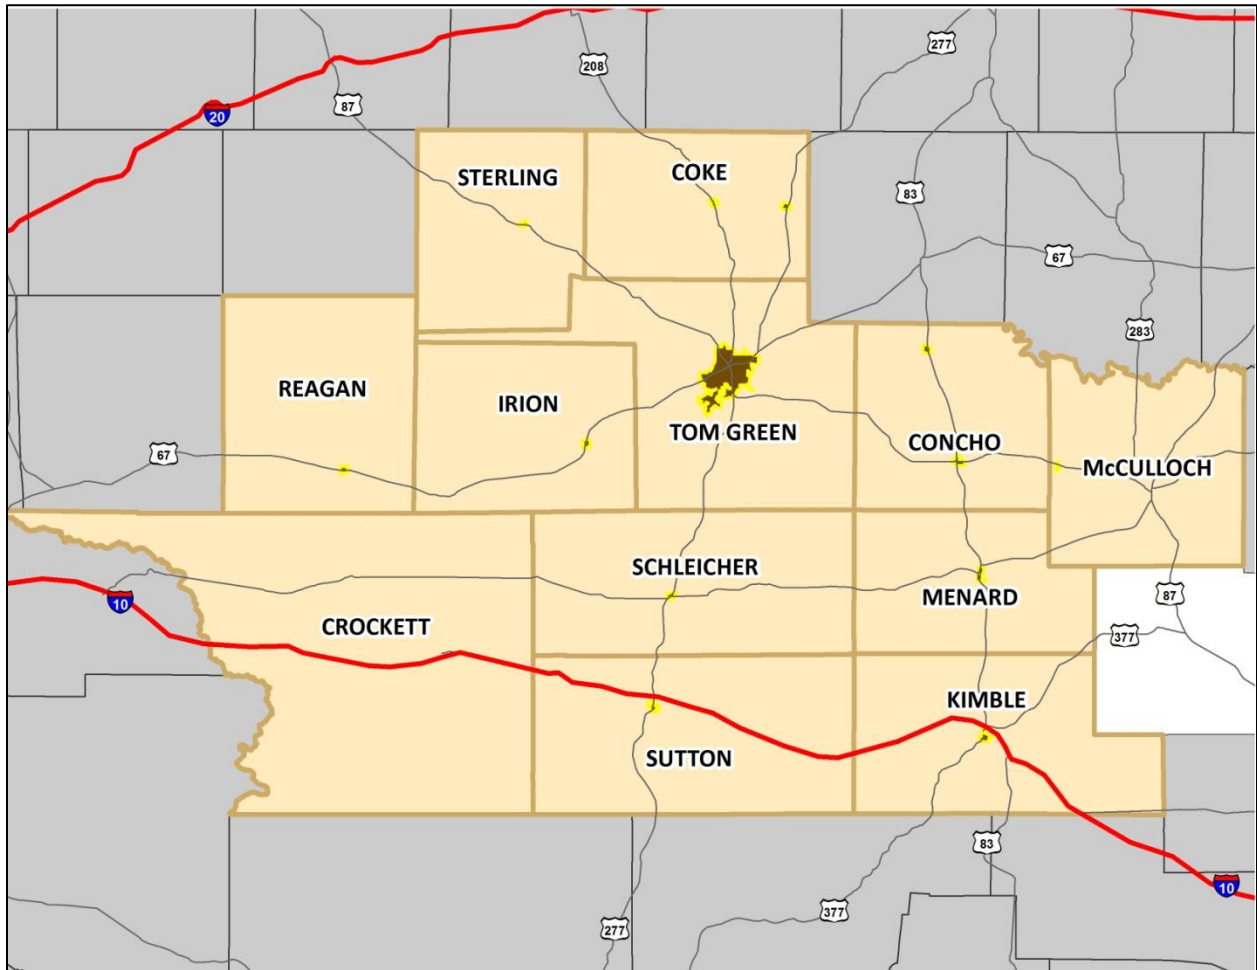 277
208
87
20
STERLING
COKE
83
67
283
REAGAN
IRION
TOM GREEN
CONCHO
McCULLOCH
67
SCHLEICHER
MENARD
87
10
CROCKETT
377
KIMBLE
SUTTON
83
10
377
277